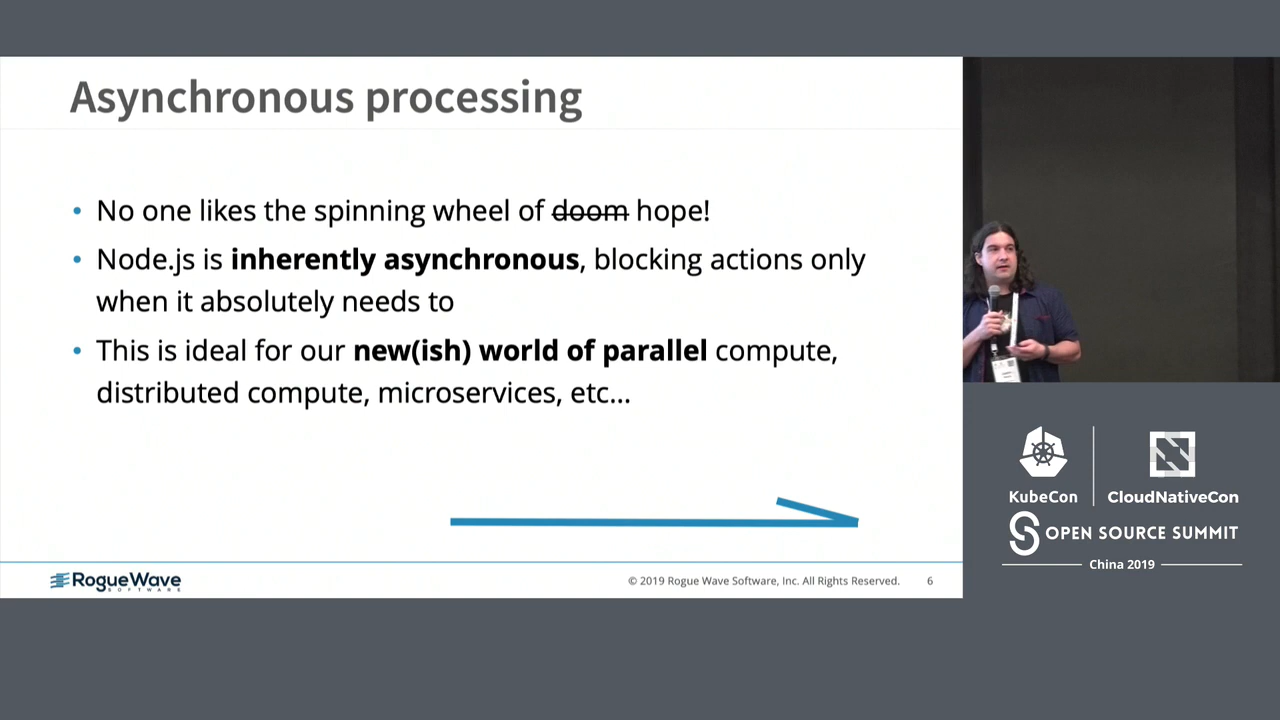 Asynchronous processing
• No one likes the spinning wheel of doom hope!
• Node.js is inherently asynchronous, blocking actions only
when it absolutely needs to
• This is ideal for our new(ish) world of parallel compute,
distributed compute, microservices, etc...
RogueWave
SOFTWARE
© 2019 Rogue Wave Software, Inc. All Rights Reserved.
6
KubeCon
CloudNativeCon
OPEN SOURCE SUMMIT
China 2019